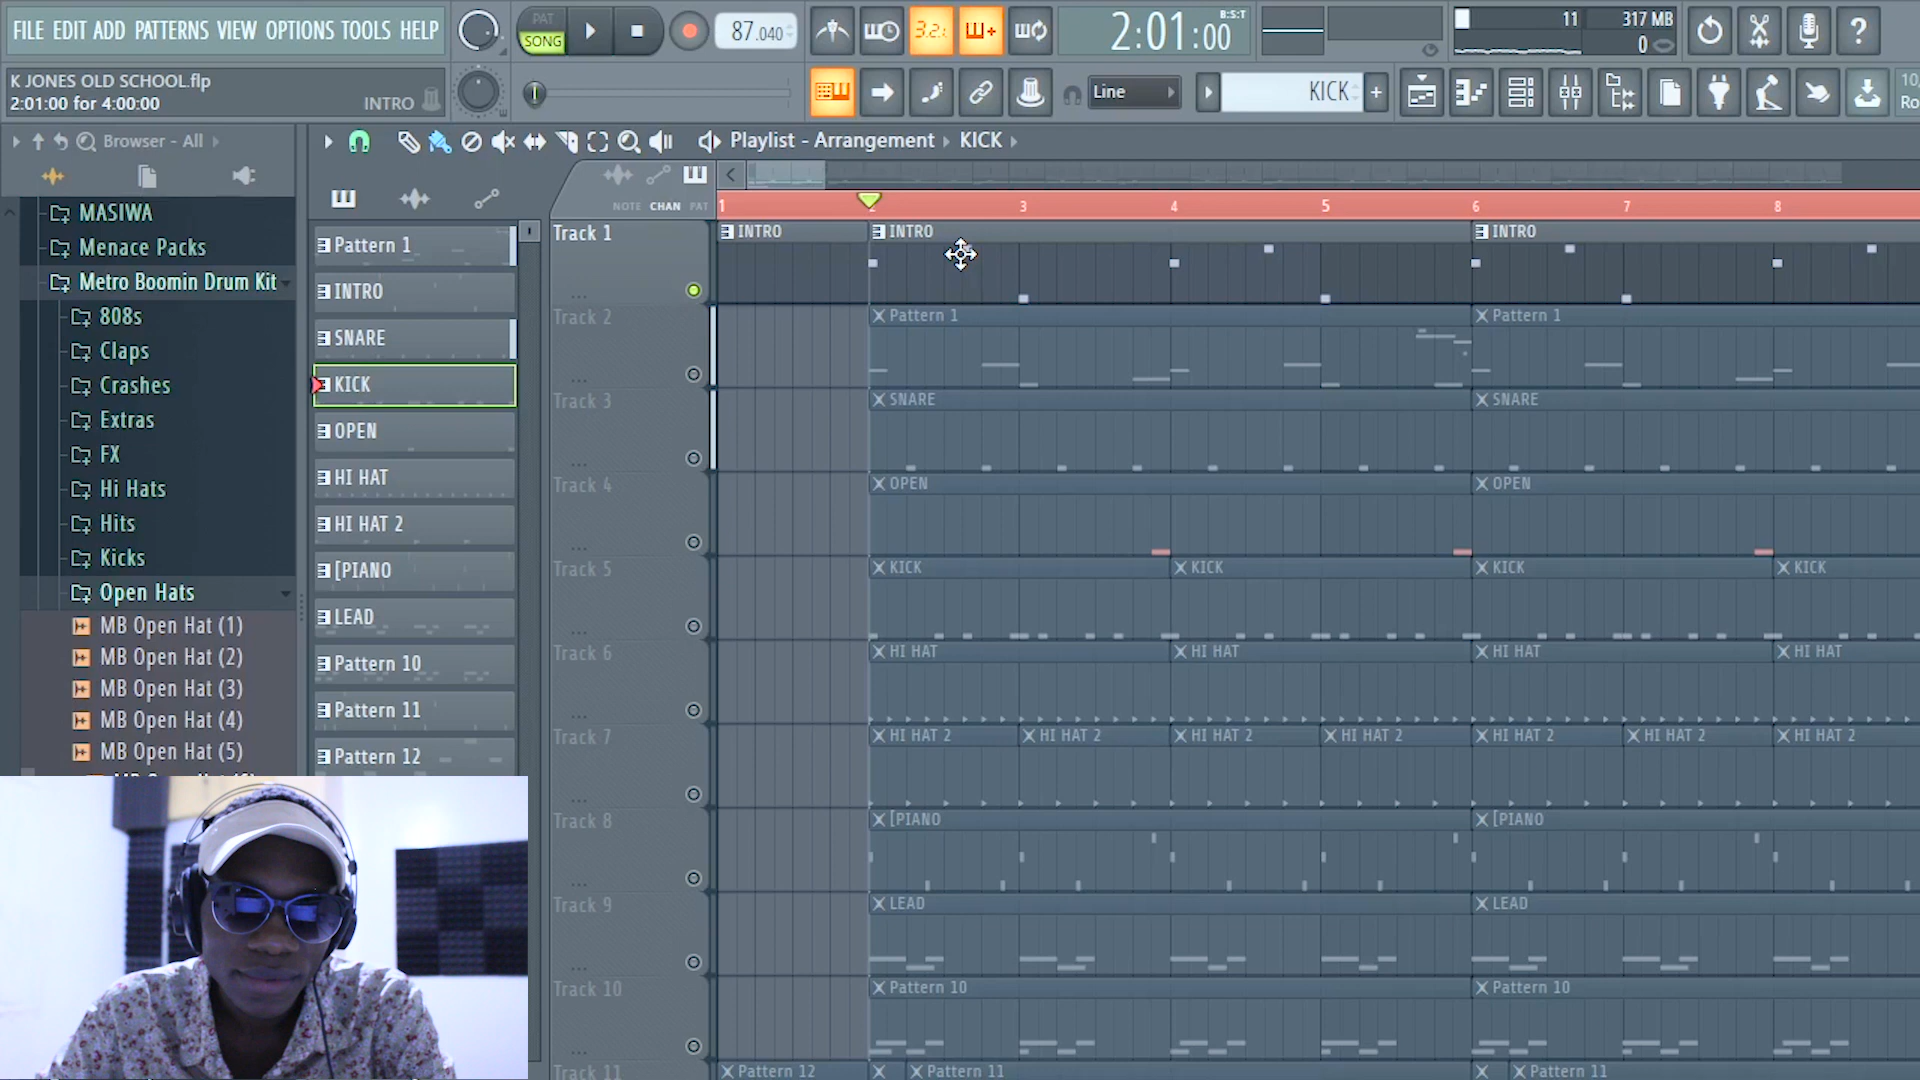 FILE EDIT ADD PATTERNS VIEW OPTIONS TOOLS HELP
PAT
SONG
87.040
3.2.
2:01:00
B:S:T
11
317 MB
0
K JONES OLD SCHOOL.flp
2:01:00 for 4:00:00
INTRO
Line
KICK
+
Browser - All
Playlist - Arrangement
KICK
NOTE CHAN PAT
1 2 3 4 5 6 7 8
MASIWA
Menace Packs
Metro Boomin Drum Kit
808s
Claps
Crashes
Extras
FX
Hi Hats
Hits
Kicks
Open Hats
MB Open Hat (1)
MB Open Hat (2)
MB Open Hat (3)
MB Open Hat (4)
MB Open Hat (5)
Pattern 1
INTRO
SNARE
KICK
OPEN
HI HAT
HI HAT 2
[PIANO
LEAD
Pattern 10
Pattern 11
Pattern 12
Track 1
INTRO INTRO INTRO
Track 2
Pattern 1 Pattern 1
Track 3
SNARE SNARE
Track 4
OPEN OPEN
Track 5
KICK KICK KICK KICK
Track 6
HI HAT HI HAT HI HAT HI HAT
Track 7
HI HAT 2 HI HAT 2 HI HAT 2 HI HAT 2 HI HAT 2 HI HAT 2 HI HAT 2
Track 8
[PIANO [PIANO
Track 9
LEAD LEAD
Track 10
Pattern 10 Pattern 10
Track 11
Pattern 12 Pattern 11 Pattern 11